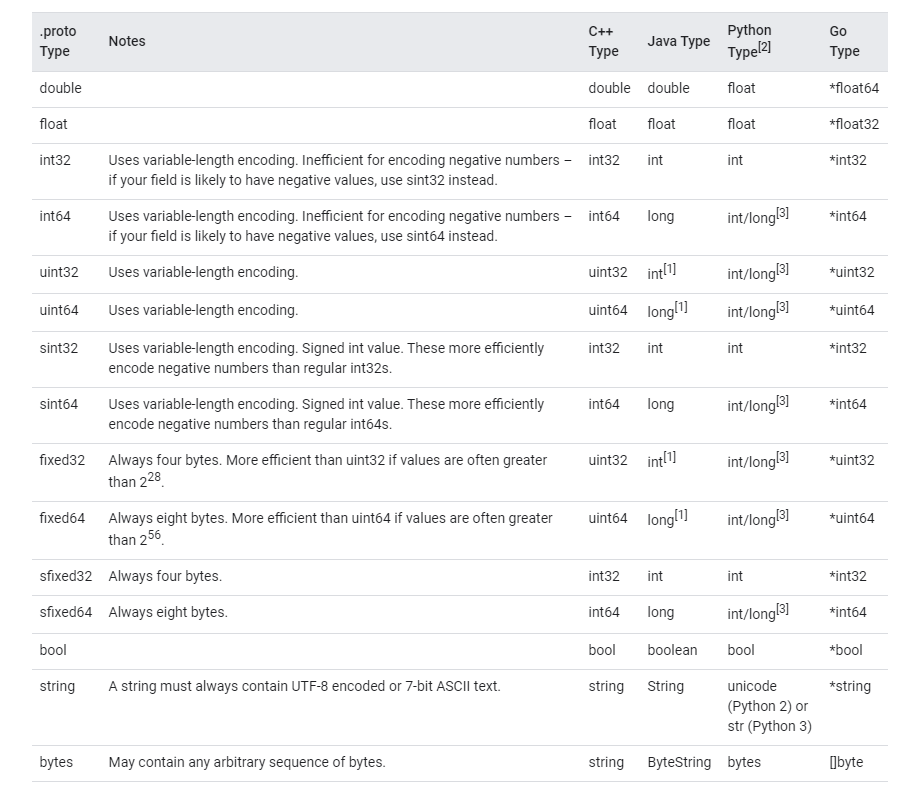 .proto Type | Notes | C++ Type | Java Type | Python Type[2] | Go Type
double | | double | double | float | *float64
float | | float | float | float | *float32
int32 | Uses variable-length encoding. Inefficient for encoding negative numbers – if your field is likely to have negative values, use sint32 instead. | int32 | int | int | *int32
int64 | Uses variable-length encoding. Inefficient for encoding negative numbers – if your field is likely to have negative values, use sint64 instead. | int64 | long | int/long[3] | *int64
uint32 | Uses variable-length encoding. | uint32 | int[1] | int/long[3] | *uint32
uint64 | Uses variable-length encoding. | uint64 | long[1] | int/long[3] | *uint64
sint32 | Uses variable-length encoding. Signed int value. These more efficiently encode negative numbers than regular int32s. | int32 | int | int | *int32
sint64 | Uses variable-length encoding. Signed int value. These more efficiently encode negative numbers than regular int64s. | int64 | long | int/long[3] | *int64
fixed32 | Always four bytes. More efficient than uint32 if values are often greater than 2^28. | uint32 | int[1] | int/long[3] | *uint32
fixed64 | Always eight bytes. More efficient than uint64 if values are often greater than 2^56. | uint64 | long[1] | int/long[3] | *uint64
sfixed32 | Always four bytes. | int32 | int | int | *int32
sfixed64 | Always eight bytes. | int64 | long | int/long[3] | *int64
bool | | bool | boolean | bool | *bool
string | A string must always contain UTF-8 encoded or 7-bit ASCII text. | string | String | unicode (Python 2) or str (Python 3) | *string
bytes | May contain any arbitrary sequence of bytes. | string | ByteString | bytes | []byte